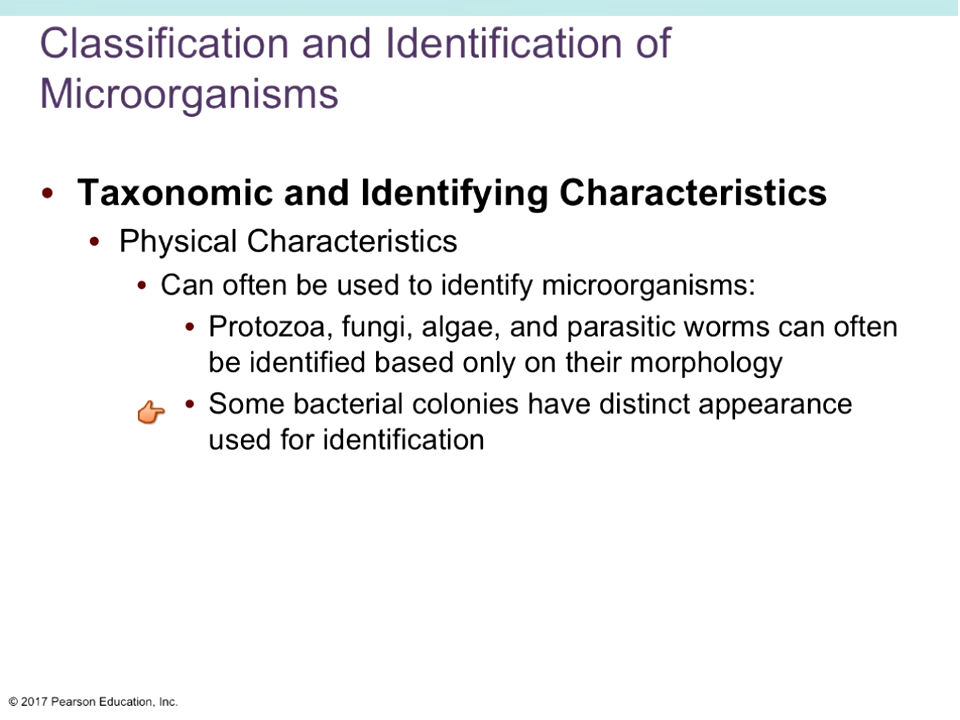 Classification and Identification of
Microorganisms
• Taxonomic and Identifying Characteristics
• Physical Characteristics
• Can often be used to identify microorganisms:
• Protozoa, fungi, algae, and parasitic worms can often
be identified based only on their morphology
• Some bacterial colonies have distinct appearance
used for identification
© 2017 Pearson Education, Inc.